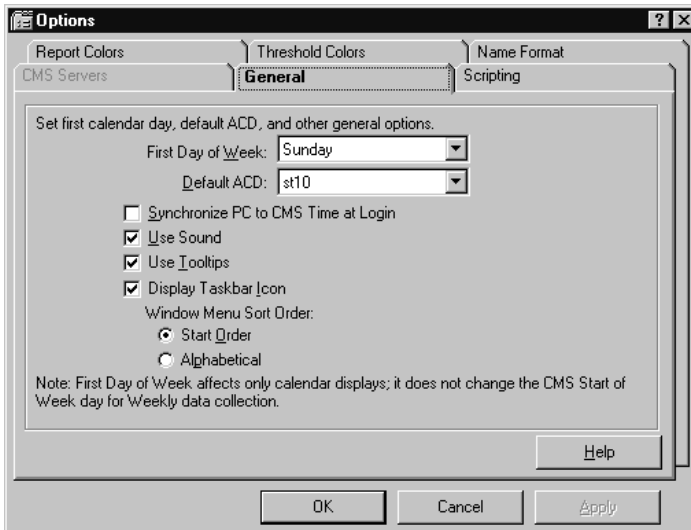 Options
Report Colors Threshold Colors Name Format
CMS Servers General Scripting
Set first calendar day, default ACD, and other general options.
First Day of Week: Sunday
Default ACD: st10
Synchronize PC to CMS Time at Login
Use Sound
Use Tooltips
Display Taskbar Icon
Window Menu Sort Order:
Start Order
Alphabetical
Note: First Day of Week affects only calendar displays; it does not change the CMS Start of
Week day for Weekly data collection.
Help
OK Cancel Apply